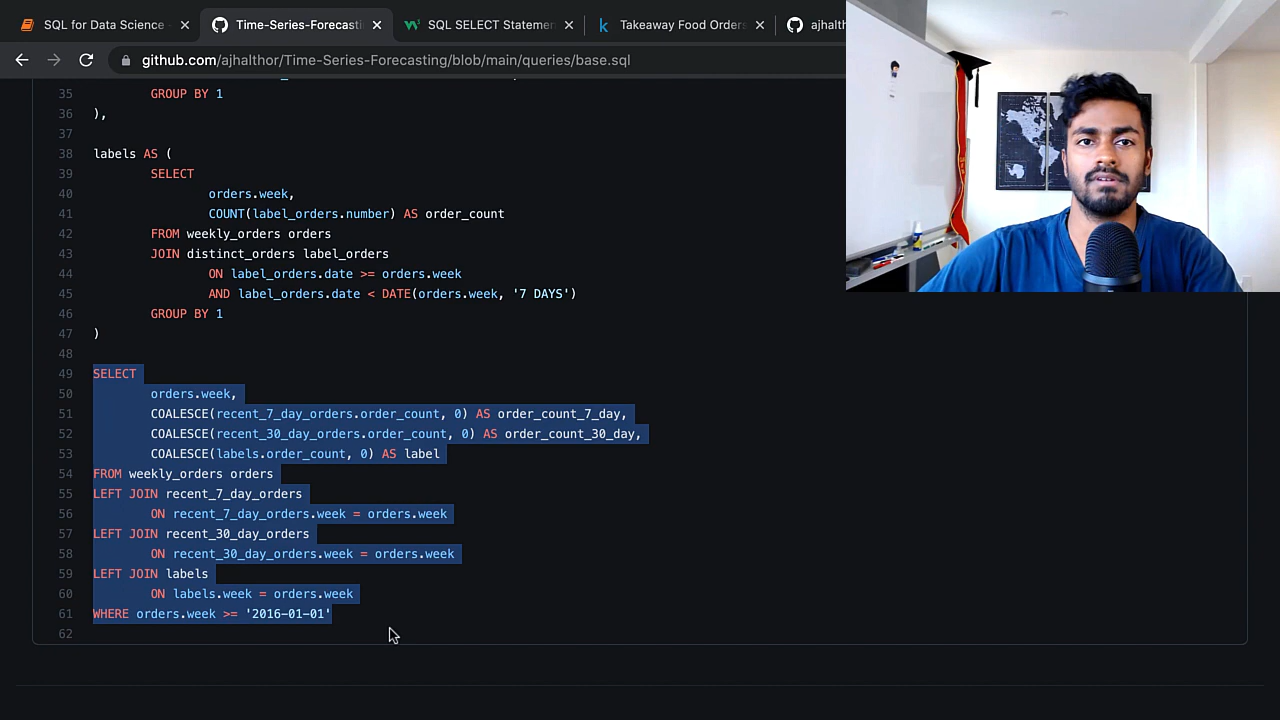 SQL for Data Science
Time-Series-Forecasti
SQL SELECT Statemen
Takeaway Food Orders
ajhalth
github.com/ajhalthor/Time-Series-Forecasting/blob/main/queries/base.sql
35 GROUP BY 1
36 ),
37
38 labels AS (
39 SELECT
40 orders.week,
41 COUNT(label_orders.number) AS order_count
42 FROM weekly_orders orders
43 JOIN distinct_orders label_orders
44 ON label_orders.date >= orders.week
45 AND label_orders.date < DATE(orders.week, '7 DAYS')
46 GROUP BY 1
47 )
48
49 SELECT
50 orders.week,
51 COALESCE(recent_7_day_orders.order_count, 0) AS order_count_7_day,
52 COALESCE(recent_30_day_orders.order_count, 0) AS order_count_30_day,
53 COALESCE(labels.order_count, 0) AS label
54 FROM weekly_orders orders
55 LEFT JOIN recent_7_day_orders
56 ON recent_7_day_orders.week = orders.week
57 LEFT JOIN recent_30_day_orders
58 ON recent_30_day_orders.week = orders.week
59 LEFT JOIN labels
60 ON labels.week = orders.week
61 WHERE orders.week >= '2016-01-01'
62